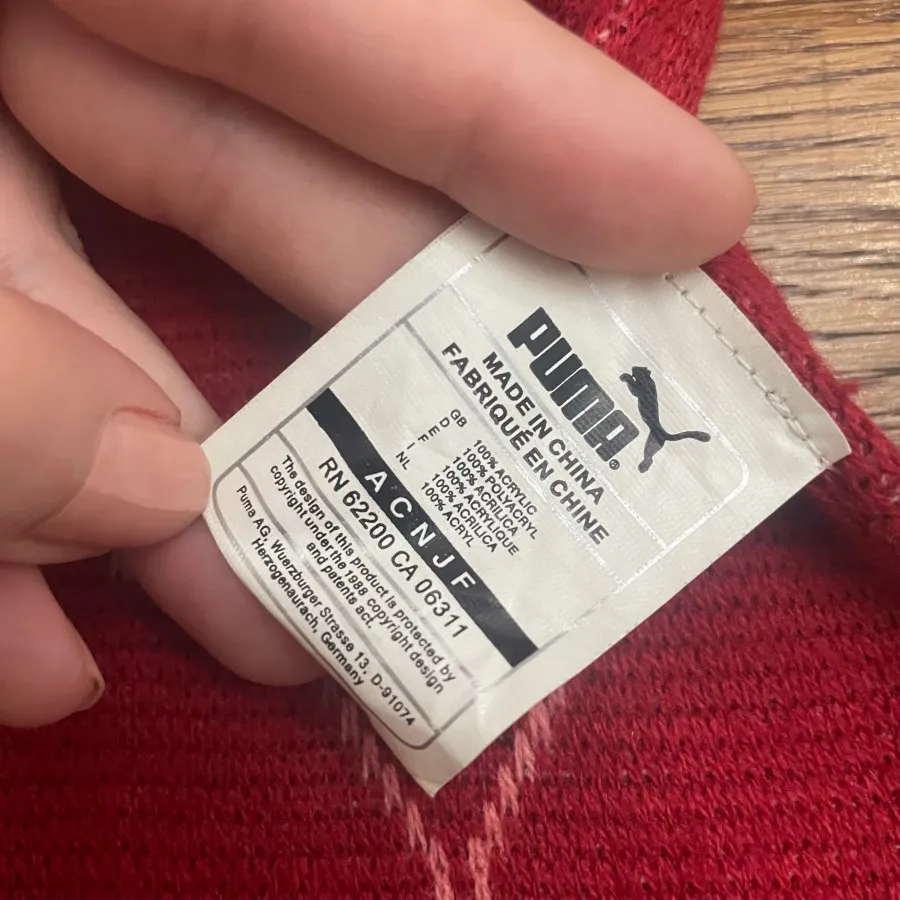 PUMA®
MADE IN CHINA
FABRIQUÉ EN CHINE
GB 100% ACRYLIC
D 100% POLYACRYL
E 100% ACRILICA
F 100% ACRYLIQUE
I 100% ACRILICA
NL 100% ACRYL
A C N J F
RN 62200 CA 06311
The design of this product is protected by
copyright under the 1988 copyright design
and patents act.
Puma AG, Wuerzburger Strasse 13, D-91074
Herzogenaurach, Germany